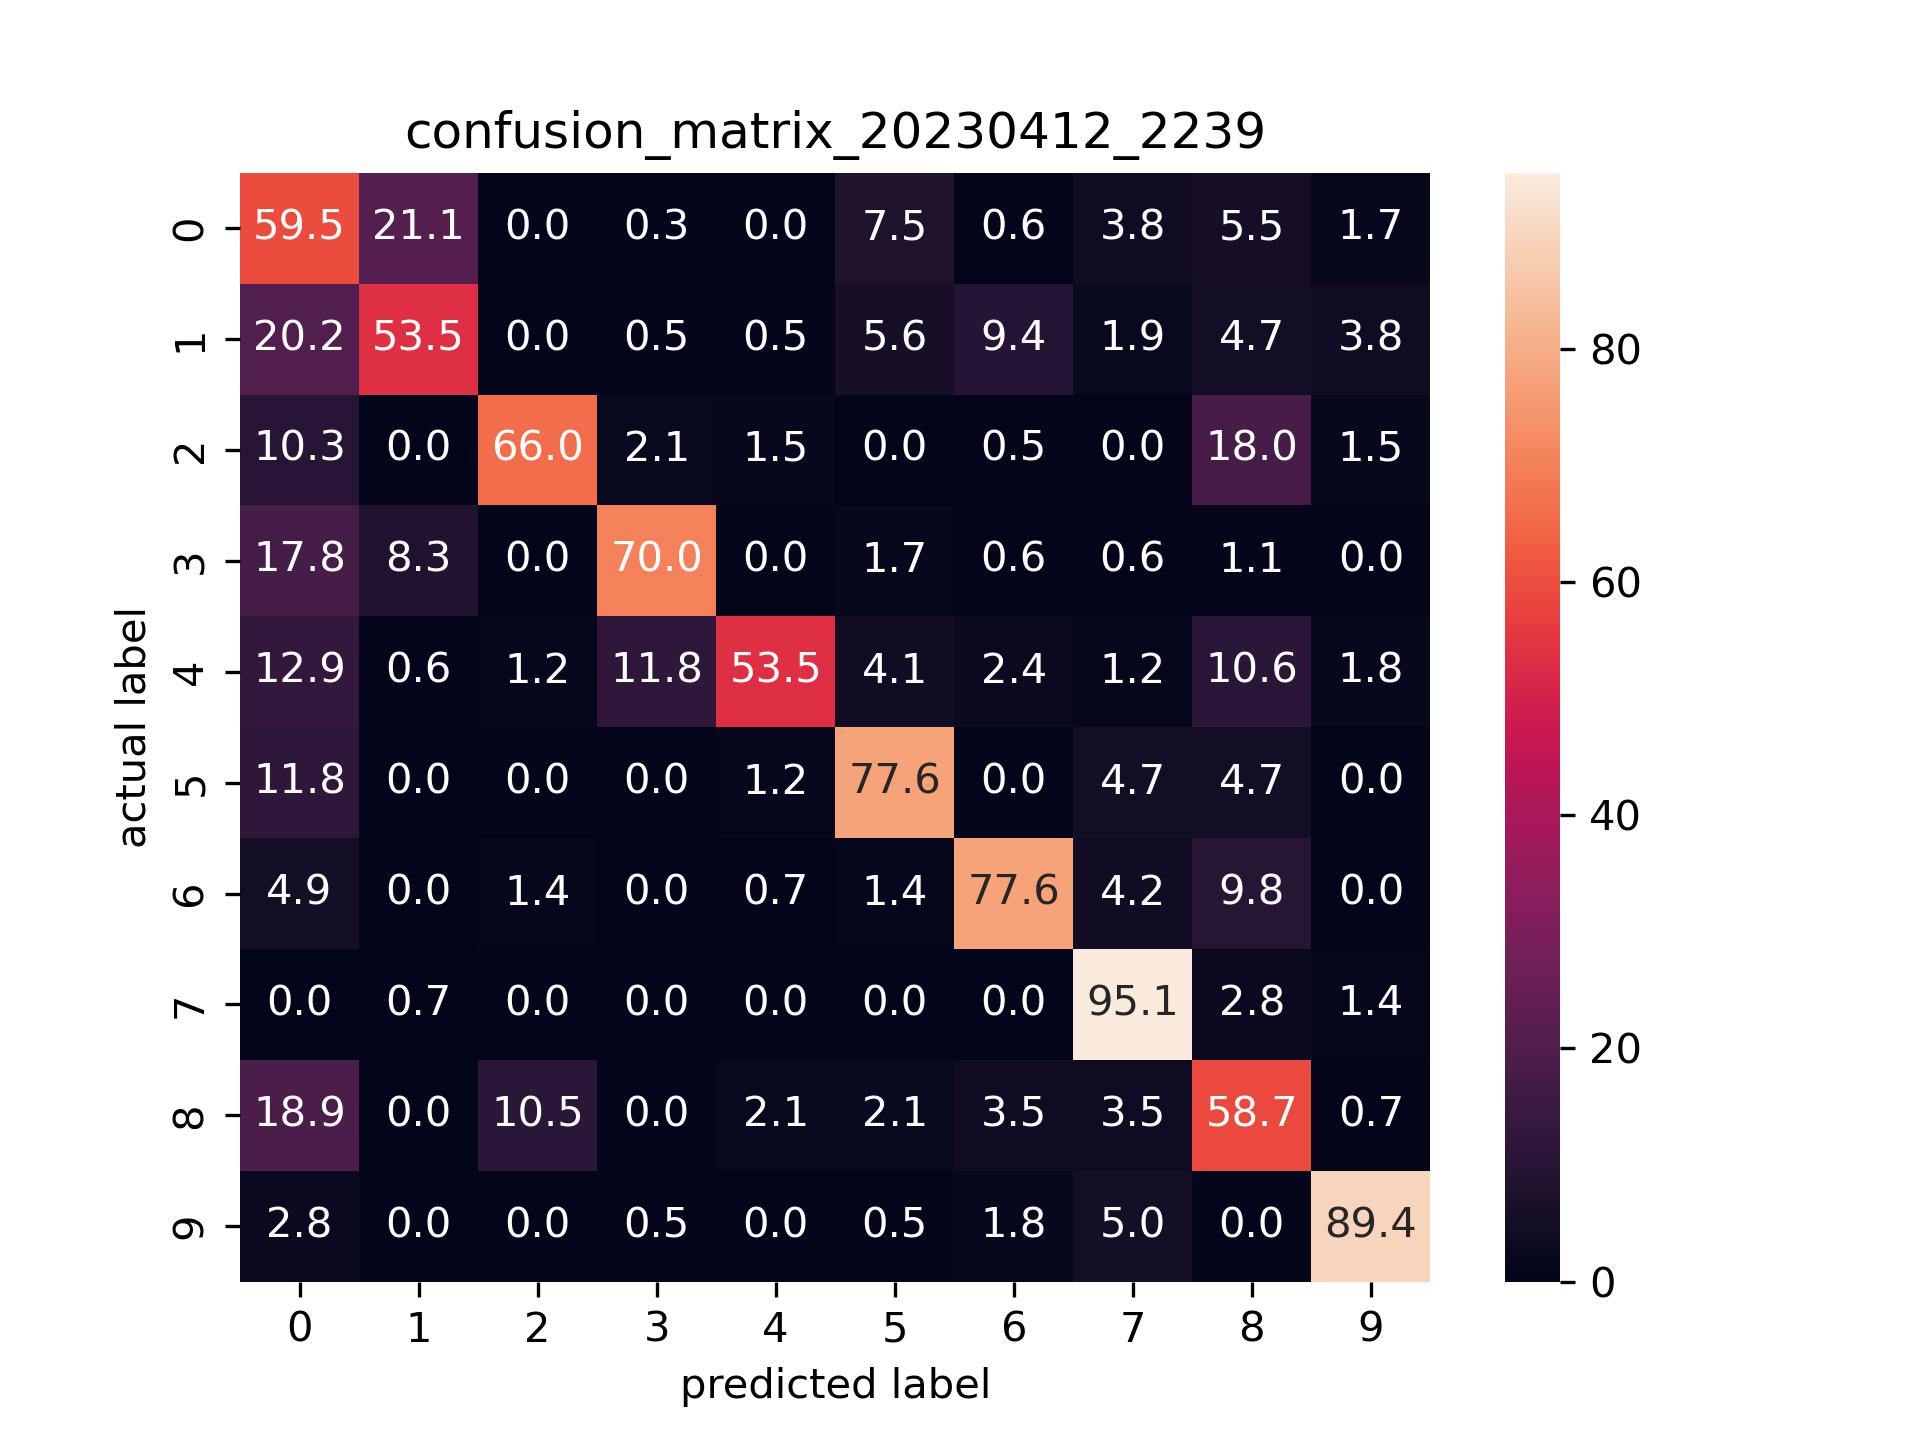 confusion_matrix_20230412_2239
0 59.5 21.1 0.0 0.3 0.0 7.5 0.6 3.8 5.5 1.7
1 20.2 53.5 0.0 0.5 0.5 5.6 9.4 1.9 4.7 3.8
2 10.3 0.0 66.0 2.1 1.5 0.0 0.5 0.0 18.0 1.5
3 17.8 8.3 0.0 70.0 0.0 1.7 0.6 0.6 1.1 0.0
4 12.9 0.6 1.2 11.8 53.5 4.1 2.4 1.2 10.6 1.8
5 11.8 0.0 0.0 0.0 1.2 77.6 0.0 4.7 4.7 0.0
6 4.9 0.0 1.4 0.0 0.7 1.4 77.6 4.2 9.8 0.0
7 0.0 0.7 0.0 0.0 0.0 0.0 0.0 95.1 2.8 1.4
8 18.9 0.0 10.5 0.0 2.1 2.1 3.5 3.5 58.7 0.7
9 2.8 0.0 0.0 0.5 0.0 0.5 1.8 5.0 0.0 89.4
0 1 2 3 4 5 6 7 8 9
predicted label
actual label
80
60
40
20
0